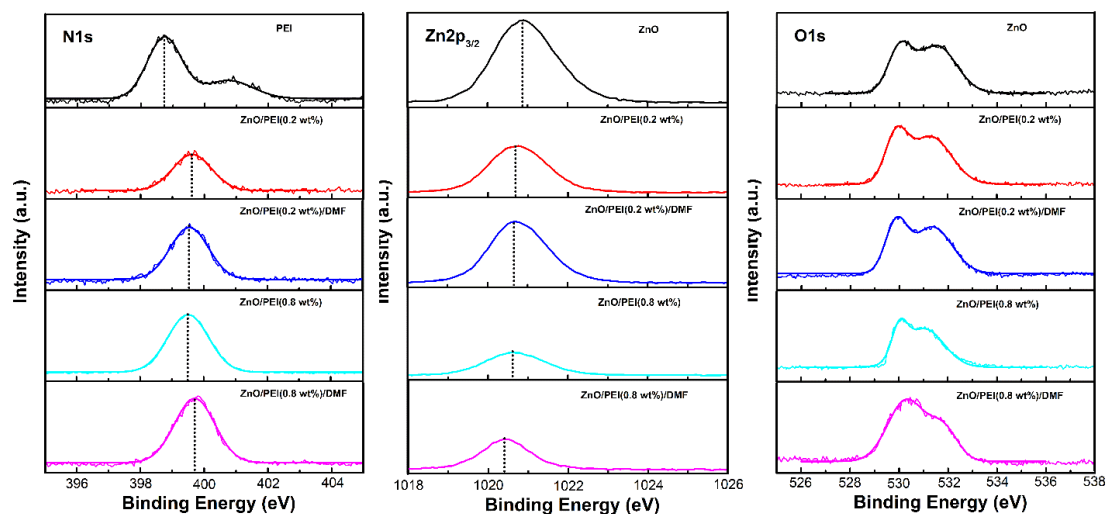 N1s
PEI
ZnO/PEI(0.2 wt%)
ZnO/PEI(0.2 wt%)/DMF
ZnO/PEI(0.8 wt%)
ZnO/PEI(0.8 wt%)/DMF
Intensity (a.u.)
396 398 400 402 404
Binding Energy (eV)
Zn2p3/2
ZnO
ZnO/PEI(0.2 wt%)
ZnO/PEI(0.2 wt%)/DMF
ZnO/PEI(0.8 wt%)
ZnO/PEI(0.8 wt%)/DMF
Intensity (a.u.)
1018 1020 1022 1024 1026
Binding Energy (eV)
O1s
ZnO
ZnO/PEI(0.2 wt%)
ZnO/PEI(0.2 wt%)/DMF
ZnO/PEI(0.8 wt%)
ZnO/PEI(0.8 wt%)/DMF
Intensity (a.u.)
526 528 530 532 534 536 538
Binding Energy (eV)